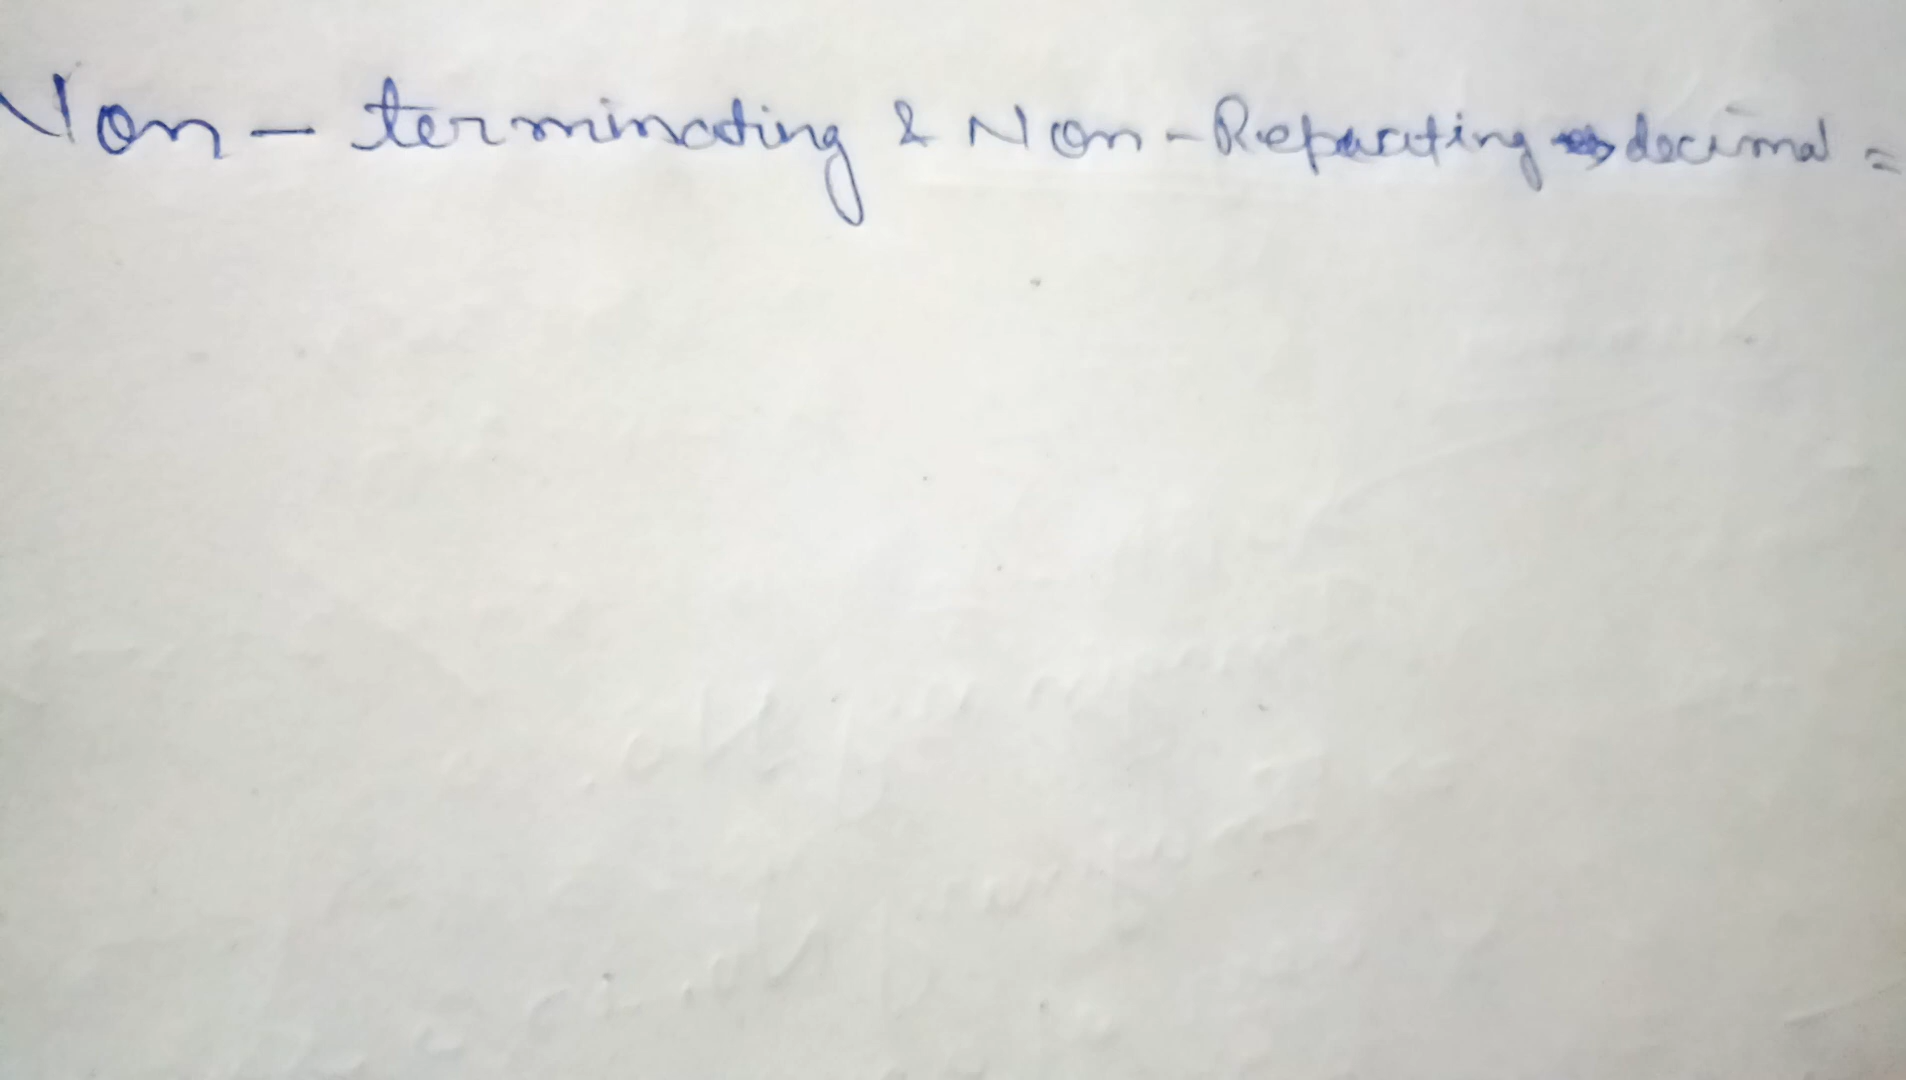 Non - terminating & Non - Repeating decimal =